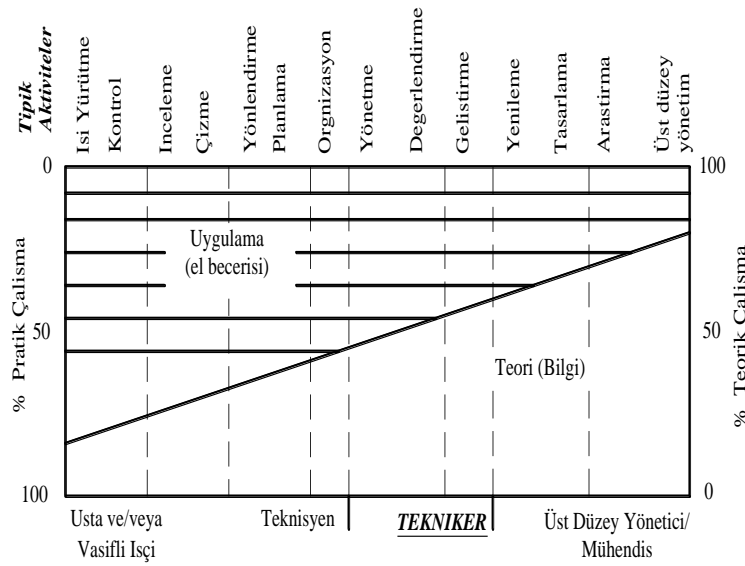 Tipik
Aktiviteler
Isi Yürütme
Kontrol
Inceleme
Çizme
Yönlendirme
Planlama
Orgnizasyon
Yönetme
Degerlendirme
Gelistirme
Yenileme
Tasarlama
Arastirma
Üst düzey
yönetim
0
100
% Pratik Çalisma
50
50
% Teorik Çalisma
Uygulama
(el becerisi)
Teori (Bilgi)
100
0
Usta ve/veya
Vasifli Isçi
Teknisyen
TEKNIKER
Üst Düzey Yönetici/
Mühendis